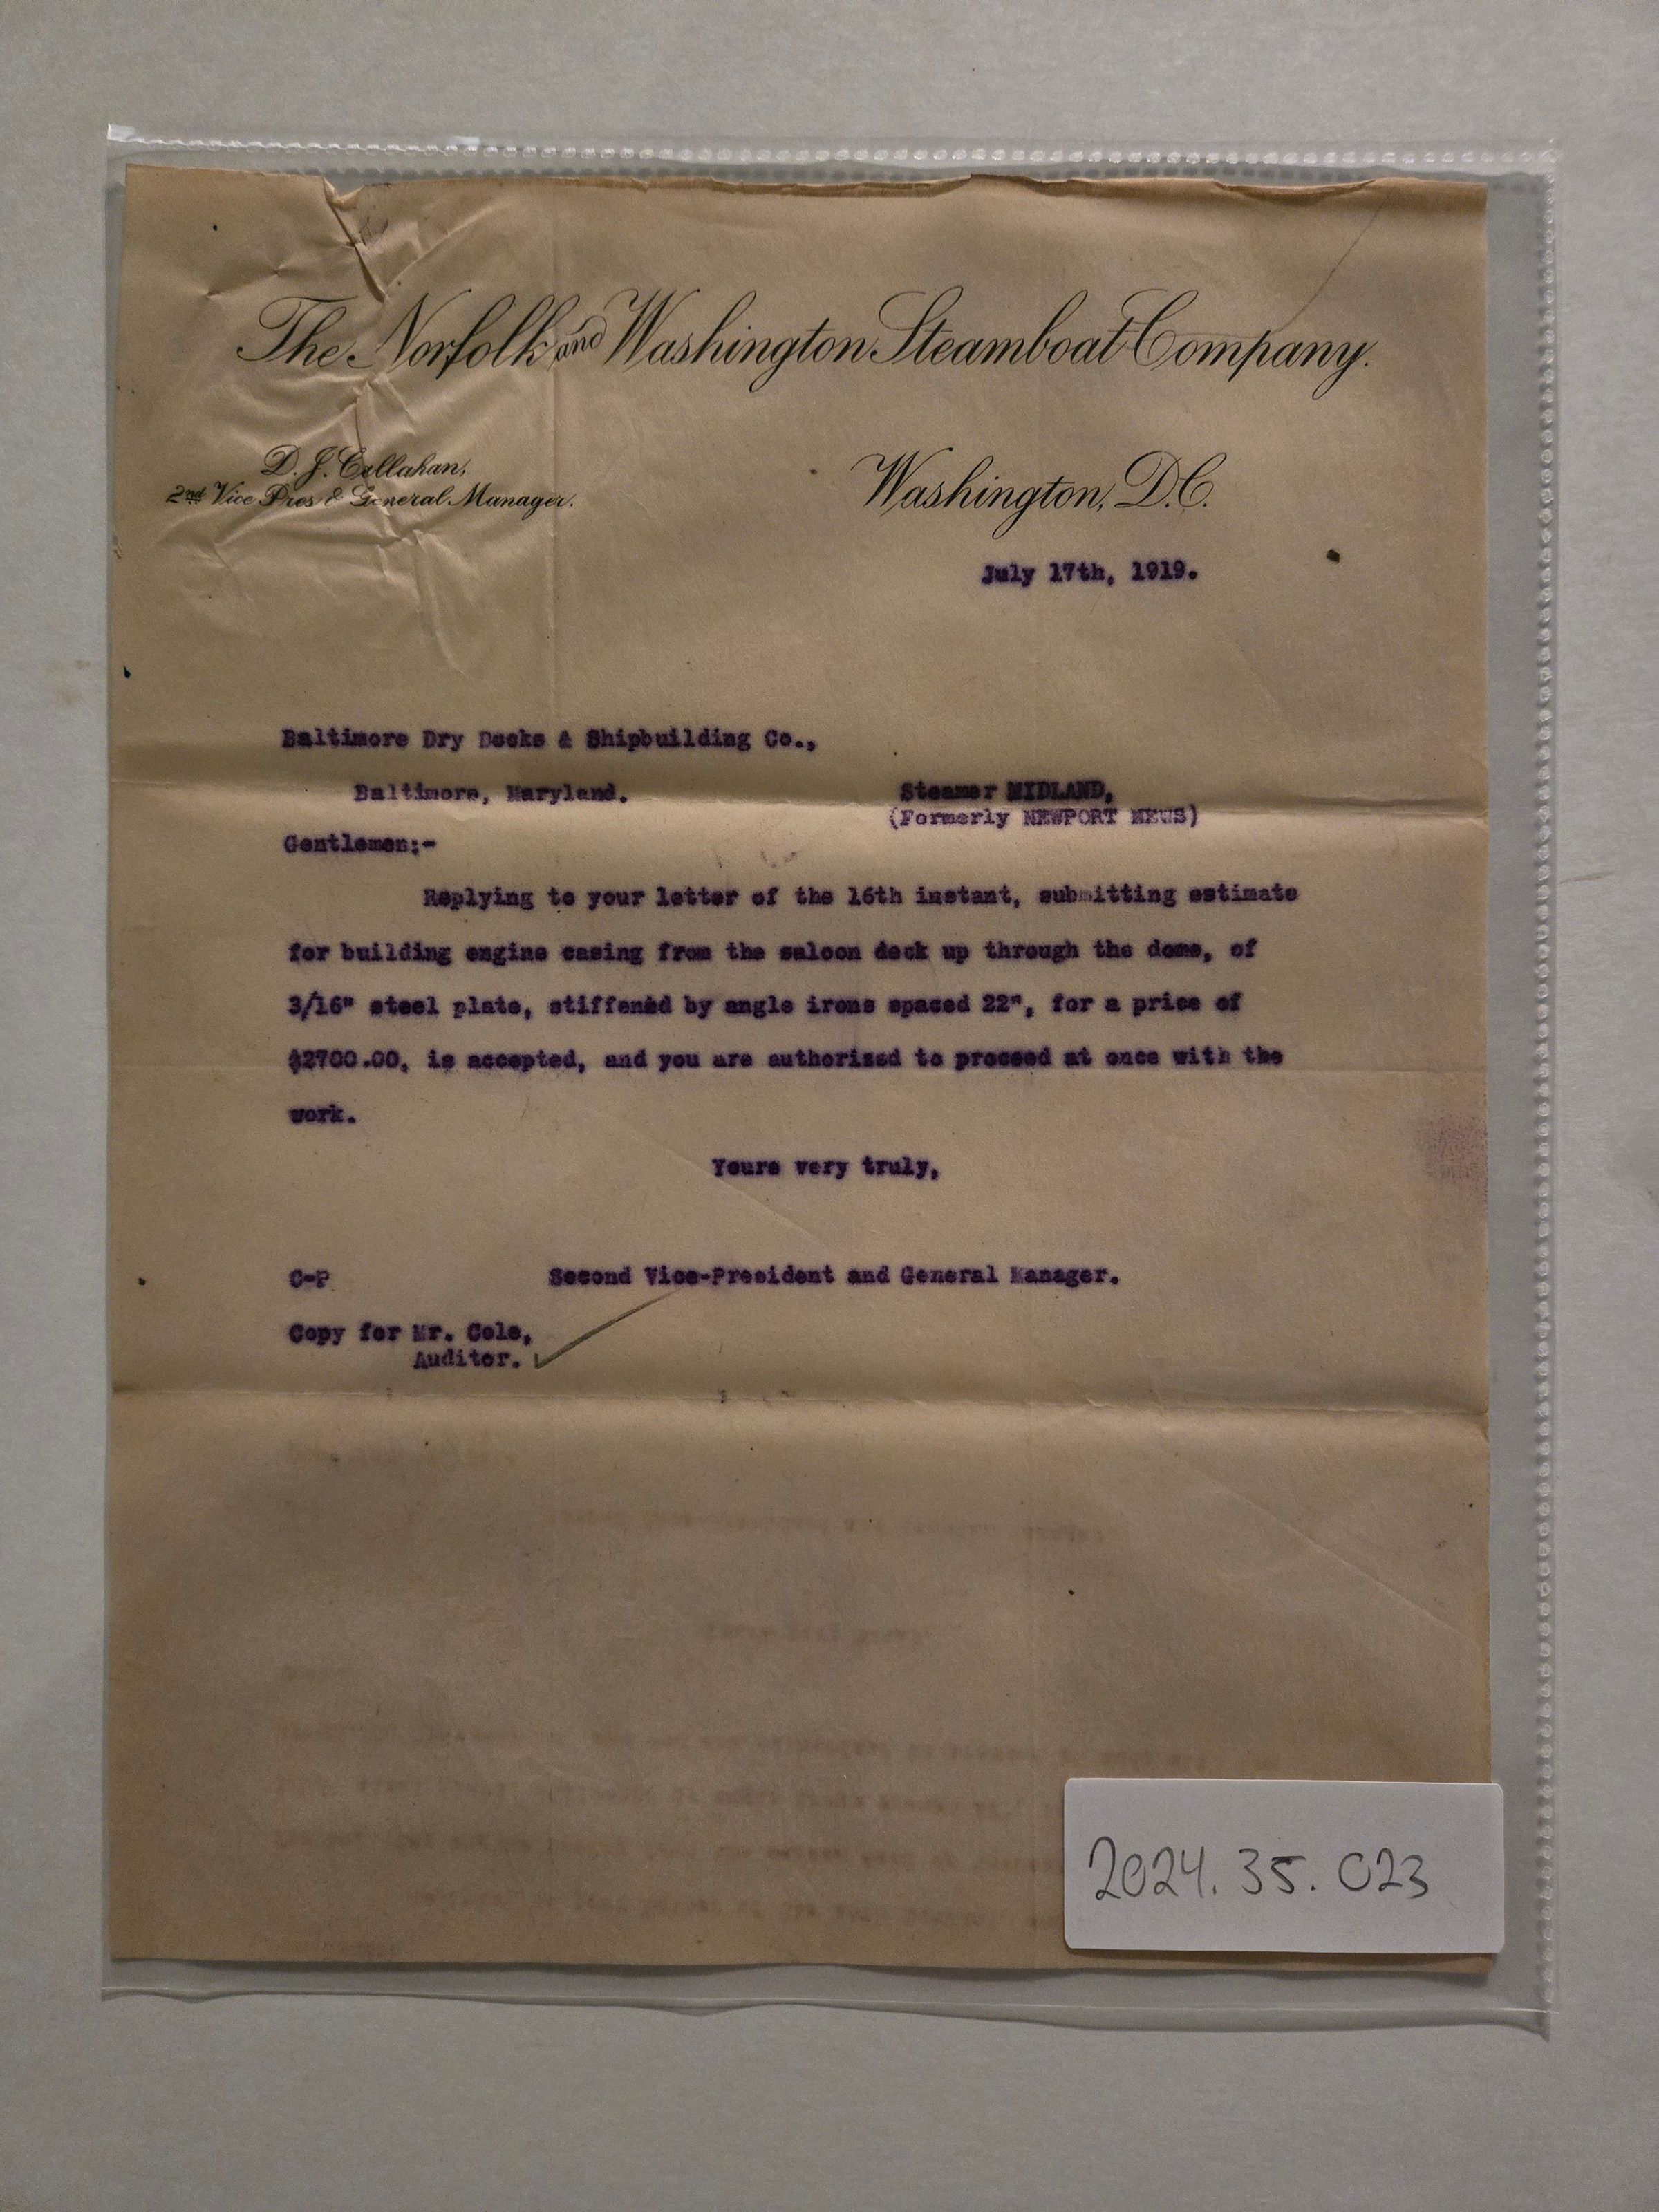 The Norfolk and Washington Steamboat Company.
D. J. Callahan,
2nd Vice Pres & General Manager.
Washington, D.C.
July 17th, 1919.
Baltimore Dry Docks & Shipbuilding Co.,
Baltimore, Maryland.
Steamer MIDLAND,
(Formerly NEWPORT NEWS)
Gentlemen:-
Replying to your letter of the 16th instant, submitting estimate
for building engine casing from the saloon deck up through the dome, of
3/16" steel plate, stiffened by angle irons spaced 22", for a price of
$2700.00, is accepted, and you are authorized to proceed at once with the
work.
Yours very truly,
C-P
Second Vice-President and General Manager.
Copy for Mr. Cole,
Auditor.
2024.35.023